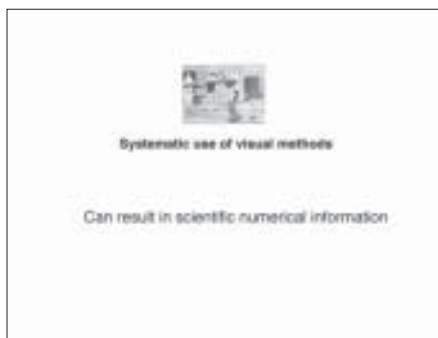 Systematic use of visual methods
Can result in scientific numerical information